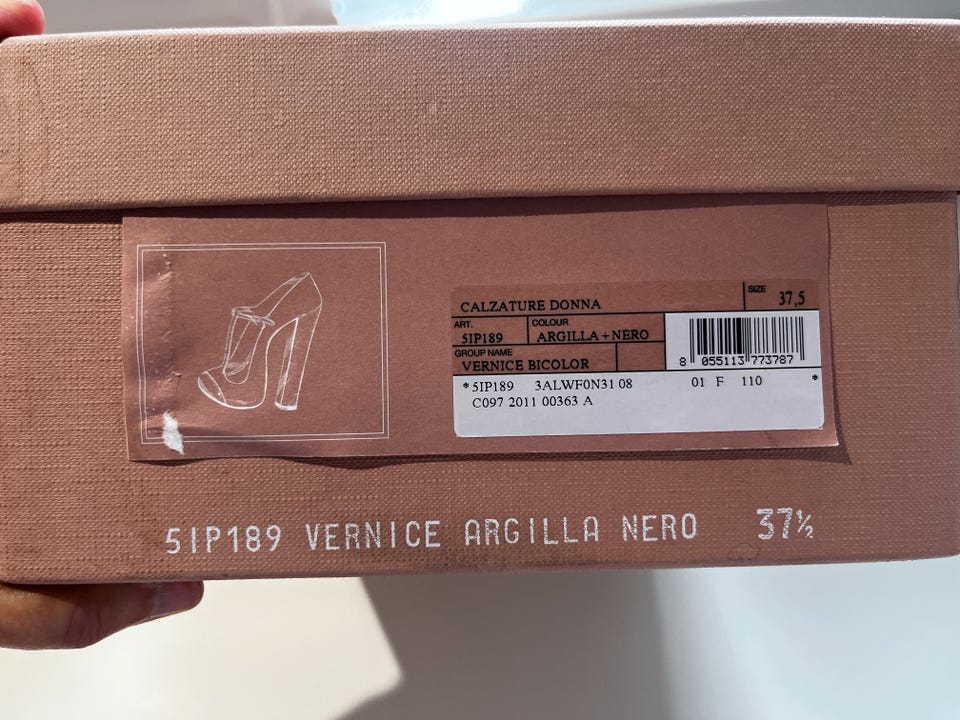 CALZATURE DONNA
SIZE 37,5
ART. 5IP189
COLOUR ARGILLA+NERO
GROUP NAME
VERNICE BICOLOR
8 055113 773787
*5IP189 3ALWF0N31 08 01 F 110 *
C097 2011 00363 A
5IP189 VERNICE ARGILLA NERO 37½